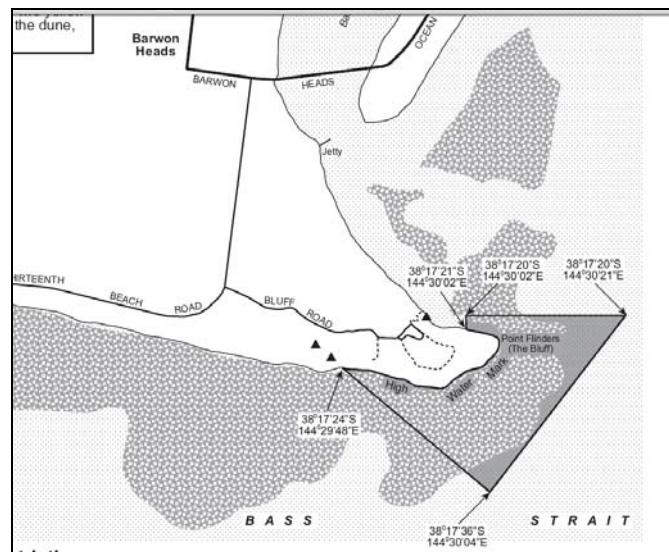 the dune,
Barwon
Heads
OCEAN
BARWON
HEADS
Jetty
38°17'21"S
144°30'02"E
38°17'20"S
144°30'02"E
38°17'20"S
144°30'21"E
BEACH
ROAD
BLUFF
ROAD
Point Flinders
(The Bluff)
High
Water
Mark
38°17'24"S
144°29'48"E
BASS
STRAIT
38°17'36"S
144°30'04"E